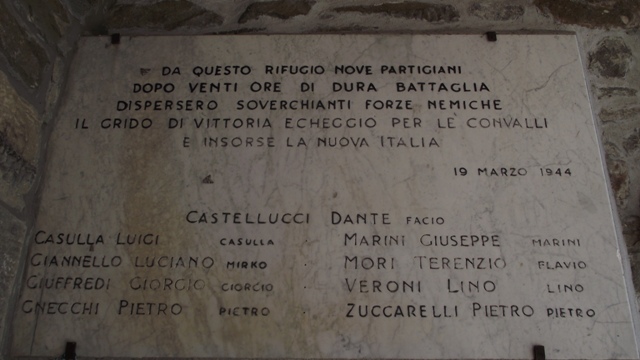 DA QUESTO RIFUGIO NOVE PARTIGIANI
DOPO VENTI ORE DI DURA BATTAGLIA
DISPERSERO SOVERCHIANTI FORZE NEMICHE
IL GRIDO DI VITTORIA ECHEGGIO PER LE CONVALLI
E INSORSE LA NUOVA ITALIA
19 MARZO 1944
CASTELLUCCI DANTE FACIO
CASULLA LUIGI CASULLA · MARINI GIUSEPPE MARINI
GIANNELLO LUCIANO MIRKO · MORI TERENZIO FLAVIO
GIUFFREDI GIORGIO GIORGIO · VERONI LINO LINO
GNECCHI PIETRO PIETRO · ZUCCARELLI PIETRO PIETRO